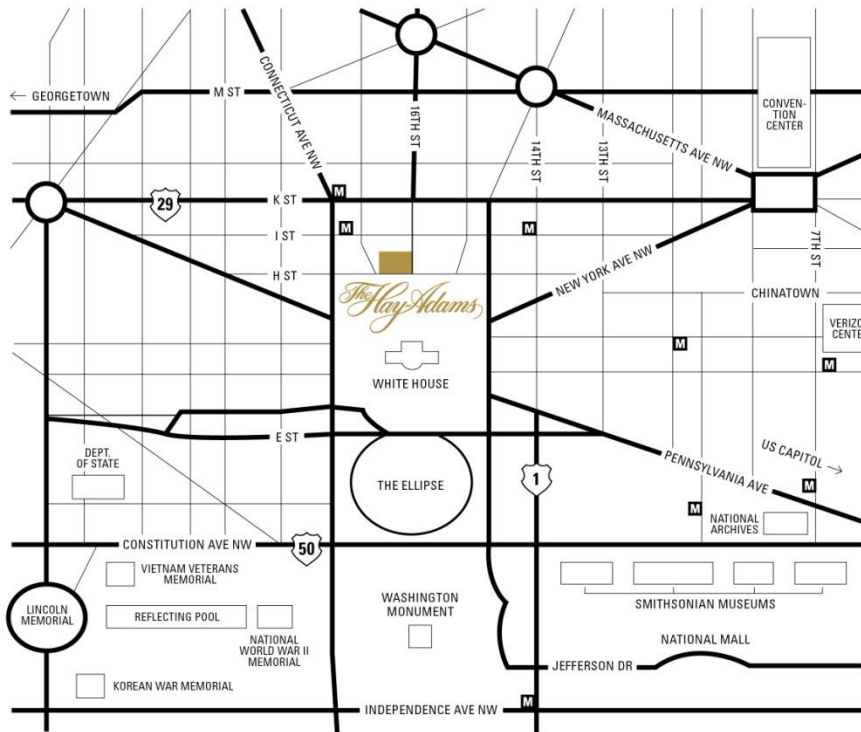 ← GEORGETOWN
M ST
CONNECTICUT AVE NW
16TH ST
14TH ST
13TH ST
MASSACHUSETTS AVE NW
CONVEN-
TION
CENTER
M
29
K ST
M
M
I ST
7TH ST
H ST
The Hay-Adams
NEW YORK AVE NW
CHINATOWN
WHITE HOUSE
M
VERIZO
CENTE
M
E ST
DEPT.
OF STATE
THE ELLIPSE
1
PENNSYLVANIA AVE
US CAPITOL →
M
M
NATIONAL
ARCHIVES
CONSTITUTION AVE NW
50
VIETNAM VETERANS
MEMORIAL
LINCOLN
MEMORIAL
REFLECTING POOL
NATIONAL
WORLD WAR II
MEMORIAL
WASHINGTON
MONUMENT
SMITHSONIAN MUSEUMS
NATIONAL MALL
JEFFERSON DR
KOREAN WAR MEMORIAL
M
INDEPENDENCE AVE NW